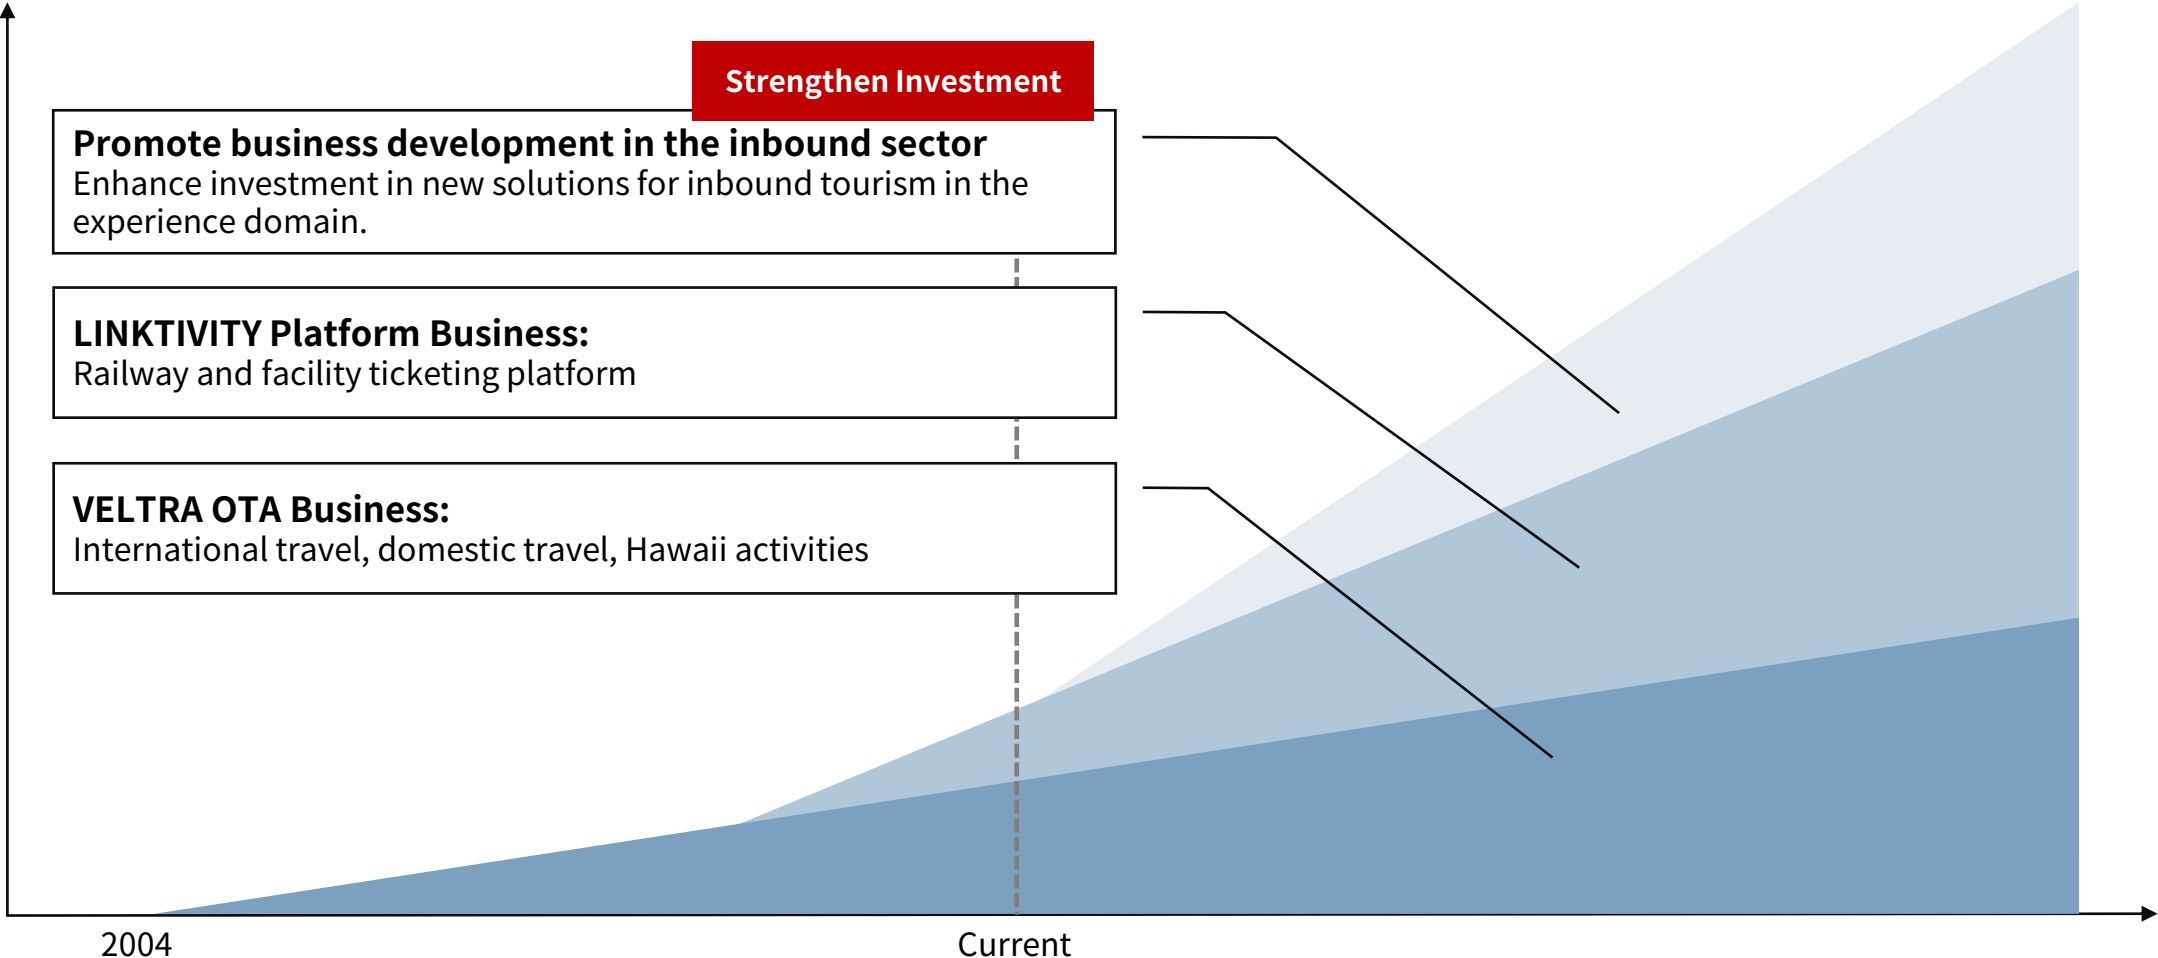 Strengthen Investment
Promote business development in the inbound sector
Enhance investment in new solutions for inbound tourism in the
experience domain.
LINKTIVITY Platform Business:
Railway and facility ticketing platform
VELTRA OTA Business:
International travel, domestic travel, Hawaii activities
2004
Current